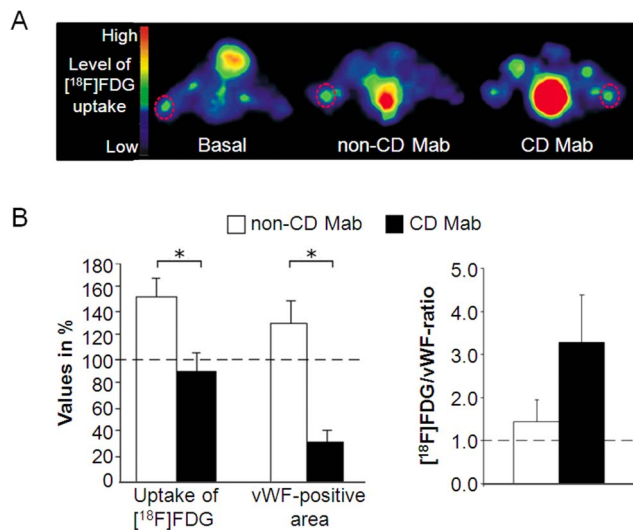 A
High
Level of
[¹⁸F]FDG
uptake
Low
Basal
non-CD Mab
CD Mab
B
non-CD Mab
CD Mab
Values in %
180
160
140
120
100
80
60
40
20
0
*
*
Uptake of
[¹⁸F]FDG
vWF-positive
area
[¹⁸F]FDG/vWF-ratio
5.0
4.0
3.0
2.0
1.0
0.0